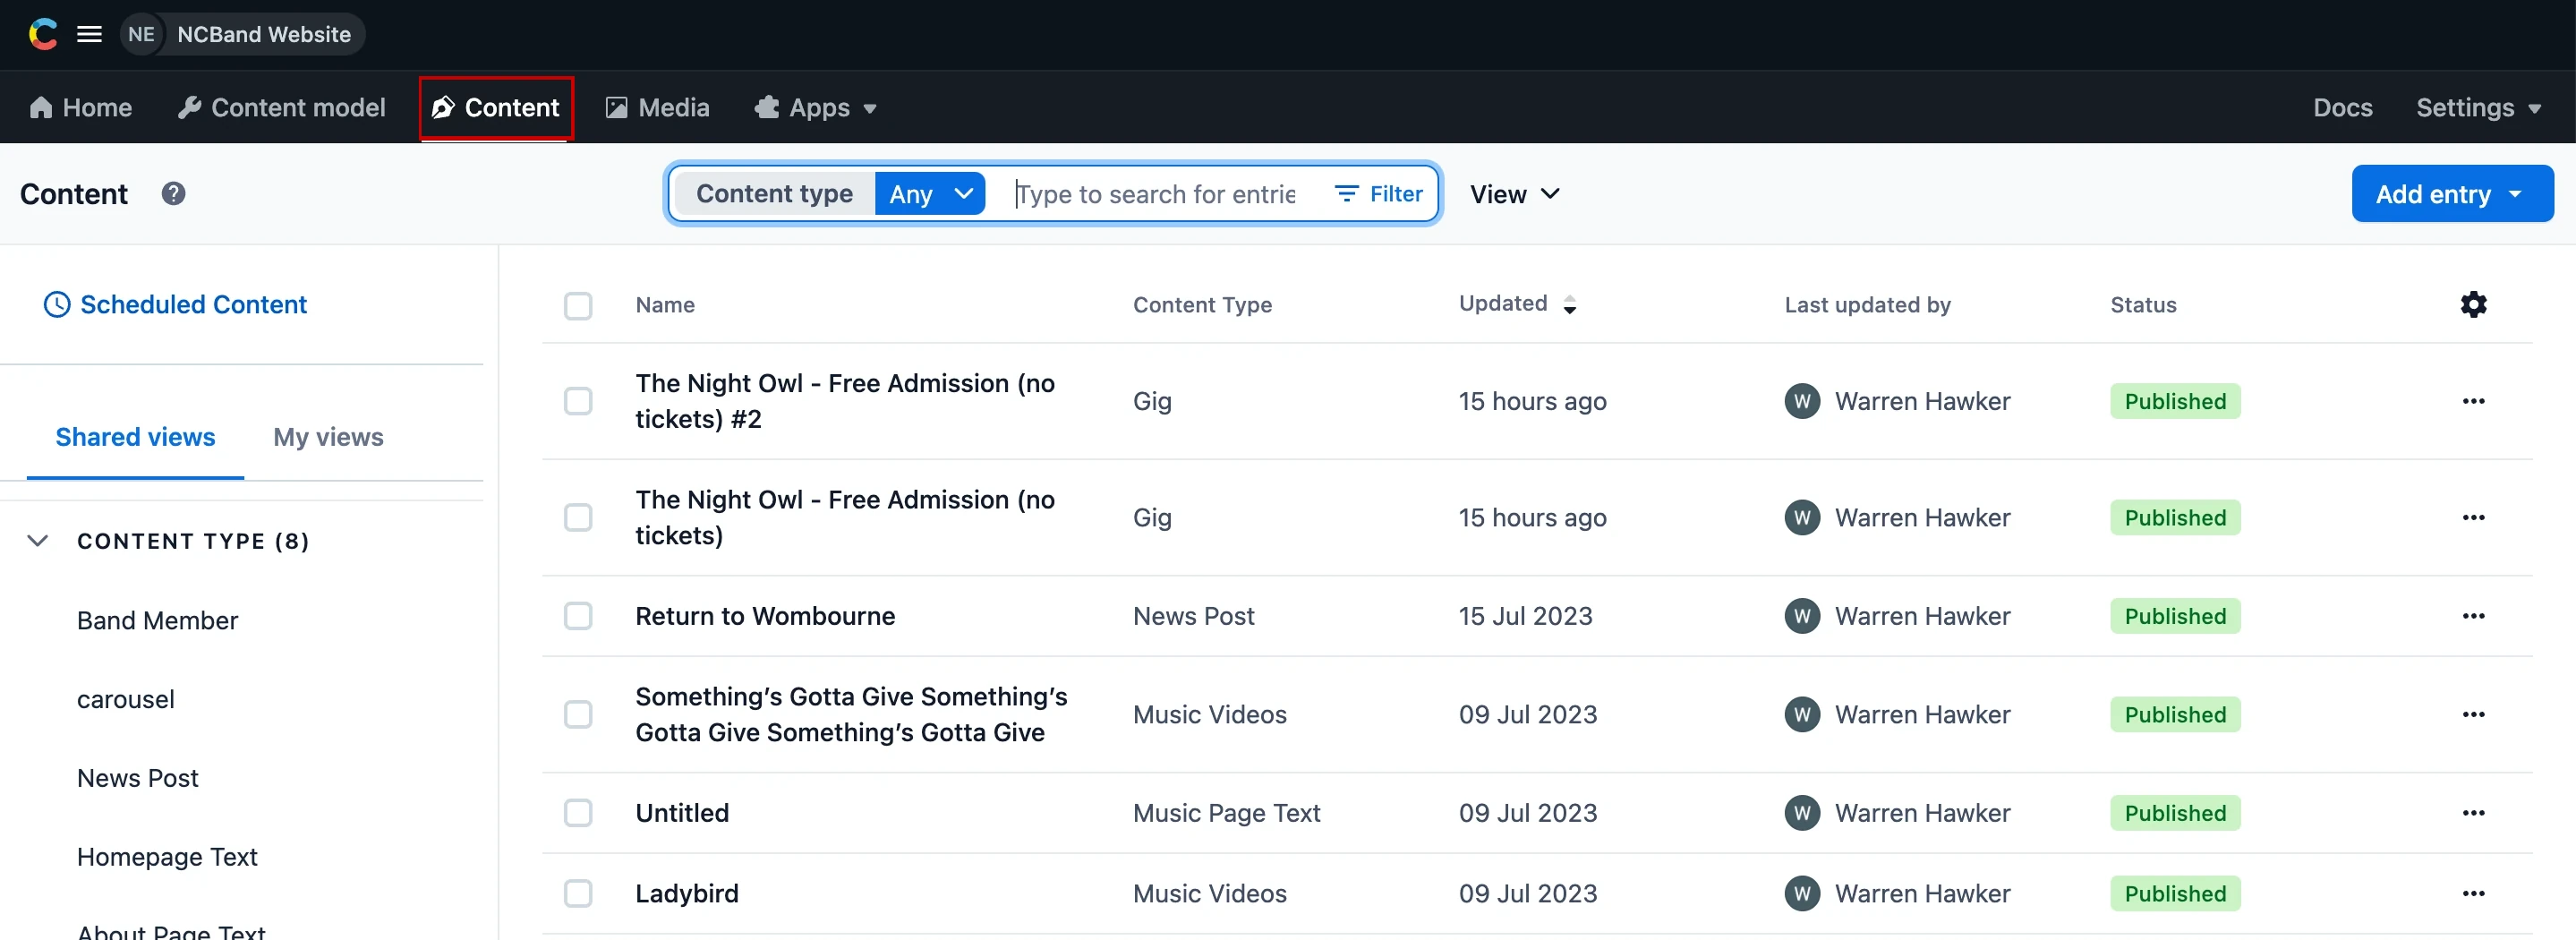 NE NCBand Website
Home Content model Content Media Apps Docs Settings
Content ? Content type Any Type to search for entrie Filter View Add entry
Scheduled Content
Shared views My views
CONTENT TYPE (8)
Band Member
carousel
News Post
Homepage Text
About Page Text
Name Content Type Updated Last updated by Status
The Night Owl - Free Admission (no
tickets) #2
Gig 15 hours ago W Warren Hawker Published
The Night Owl - Free Admission (no
tickets)
Gig 15 hours ago W Warren Hawker Published
Return to Wombourne News Post 15 Jul 2023 W Warren Hawker Published
Something’s Gotta Give Something’s
Gotta Give Something’s Gotta Give
Music Videos 09 Jul 2023 W Warren Hawker Published
Untitled Music Page Text 09 Jul 2023 W Warren Hawker Published
Ladybird Music Videos 09 Jul 2023 W Warren Hawker Published